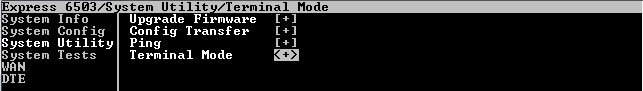 Express 6503/System Utility/Terminal Mode
System Info Upgrade Firmware [+]
System Config Config Transfer [+]
System Utility Ping [+]
System Tests Terminal Mode <+>
WAN
DTE